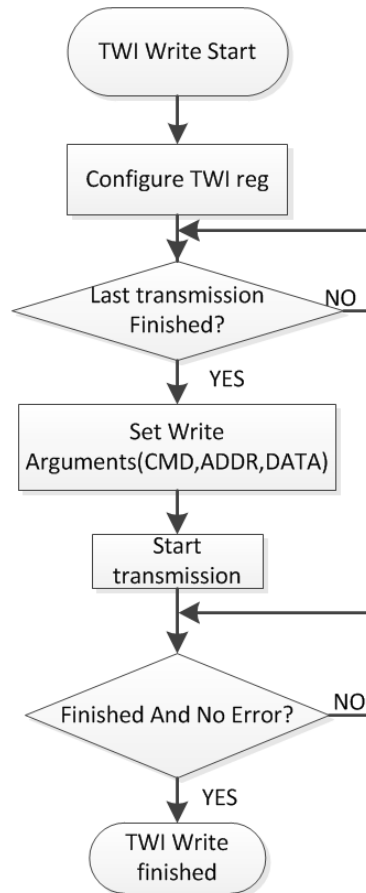 TWI Write Start
Configure TWI reg
Last transmission
Finished?
NO
YES
Set Write
Arguments(CMD,ADDR,DATA)
Start
transmission
Finished And No Error?
NO
YES
TWI Write
finished